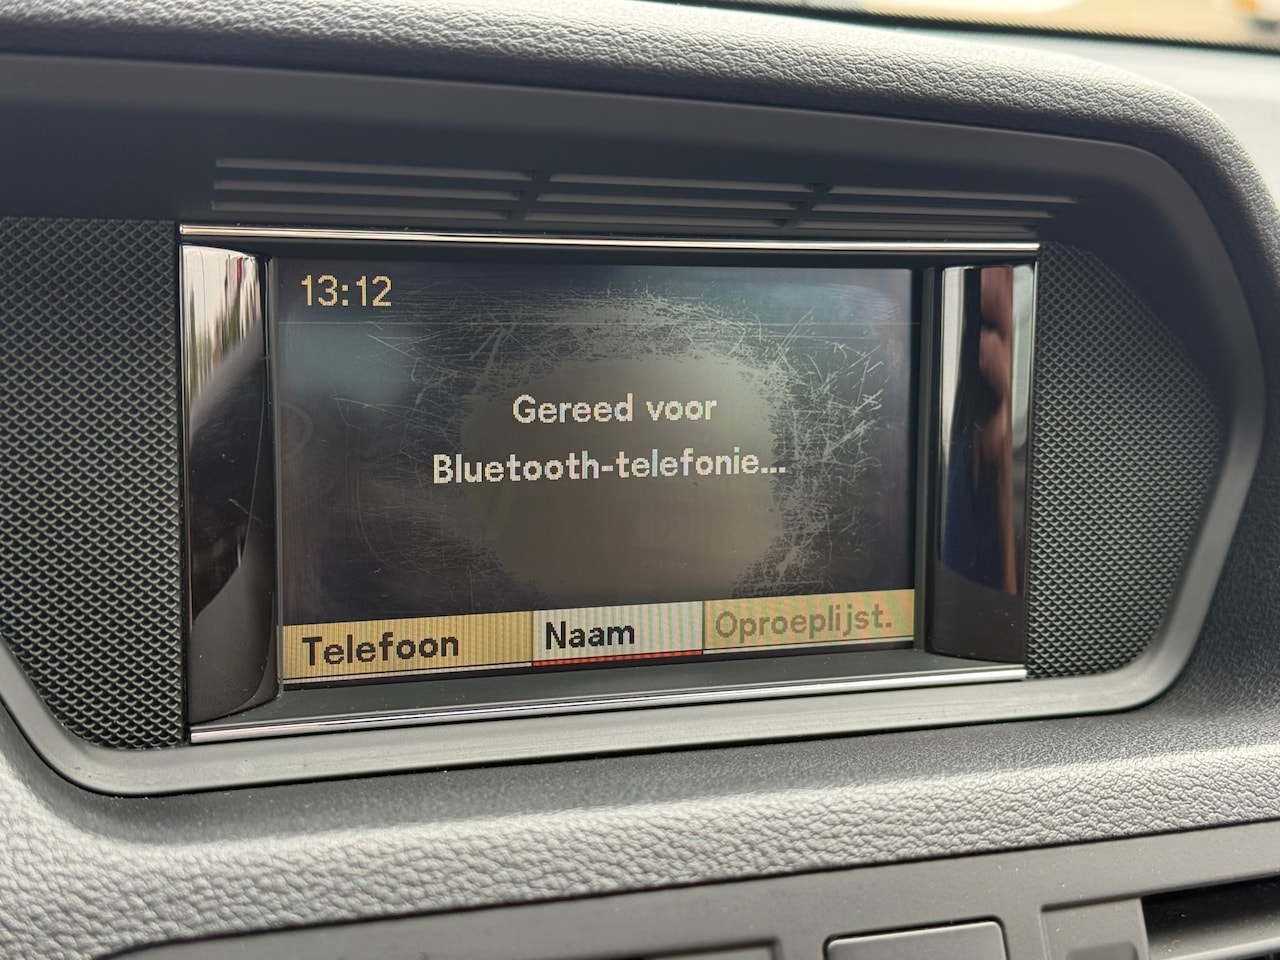 13:12
Gereed voor
Bluetooth-telefonie...
Telefoon Naam Oproeplijst.